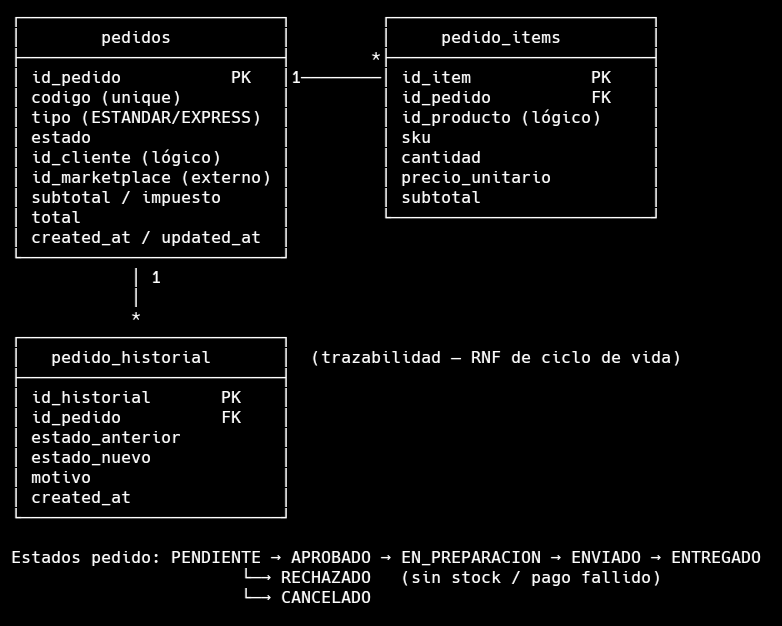 pedidos
id_pedido PK
codigo (unique)
tipo (ESTANDAR/EXPRESS)
estado
id_cliente (lógico)
id_marketplace (externo)
subtotal / impuesto
total
created_at / updated_at
1
*
pedido_items
id_item PK
id_pedido FK
id_producto (lógico)
sku
cantidad
precio_unitario
subtotal
1
*
pedido_historial (trazabilidad — RNF de ciclo de vida)
id_historial PK
id_pedido FK
estado_anterior
estado_nuevo
motivo
created_at
Estados pedido: PENDIENTE → APROBADO → EN_PREPARACION → ENVIADO → ENTREGADO
└─→ RECHAZADO (sin stock / pago fallido)
└─→ CANCELADO